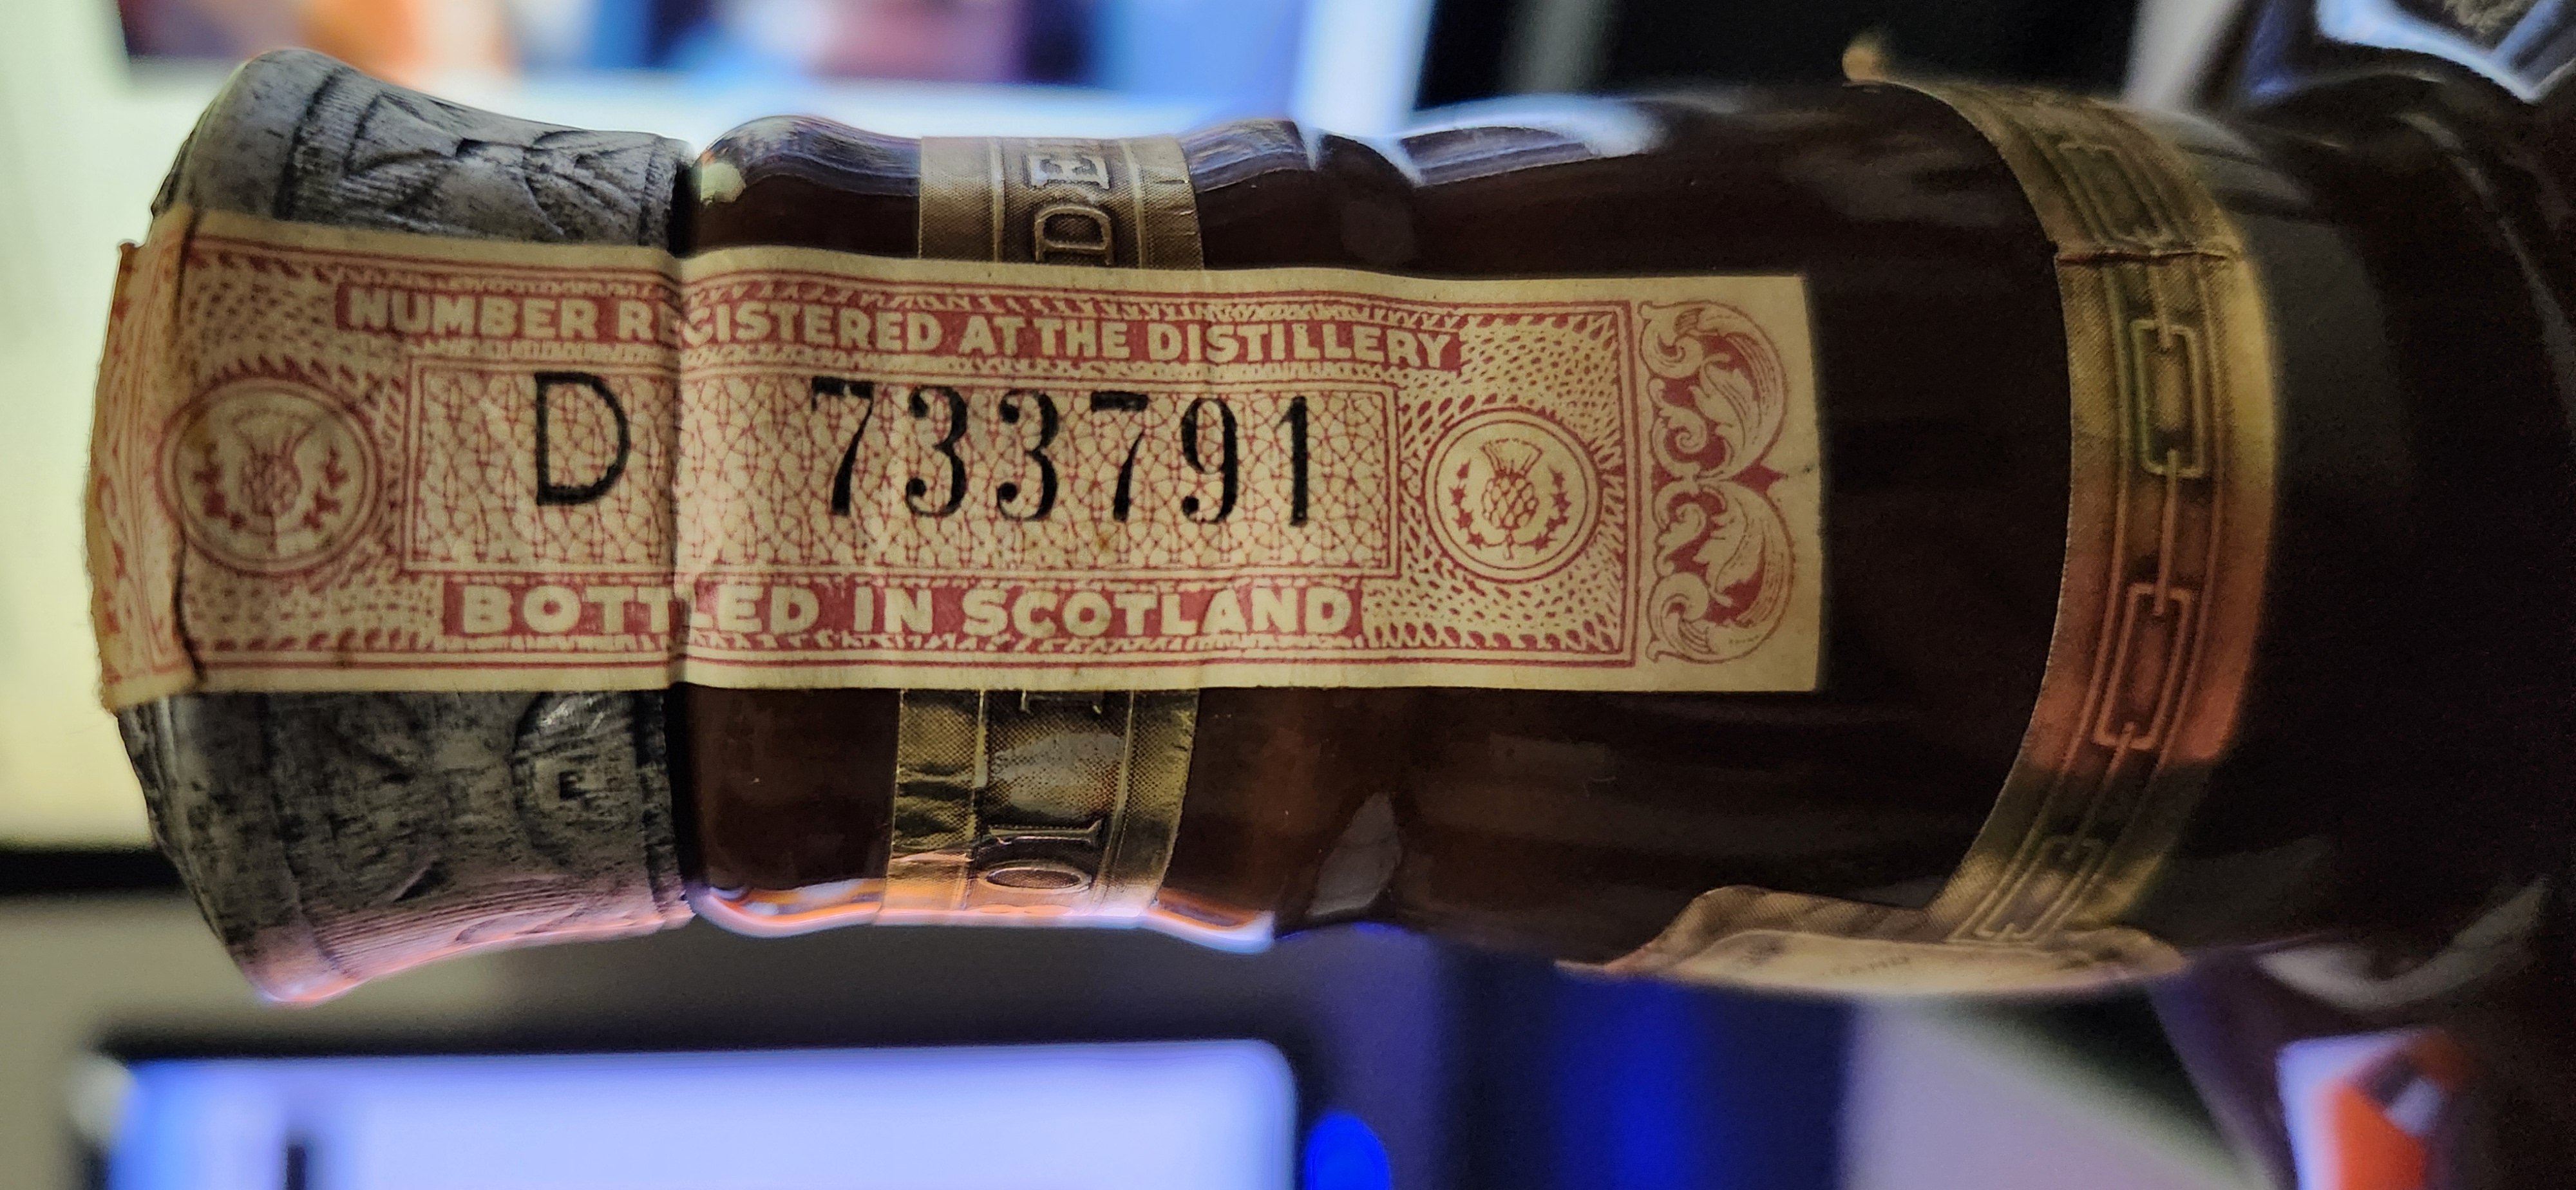 NUMBER REGISTERED AT THE DISTILLERY
D 733791
BOTTLED IN SCOTLAND